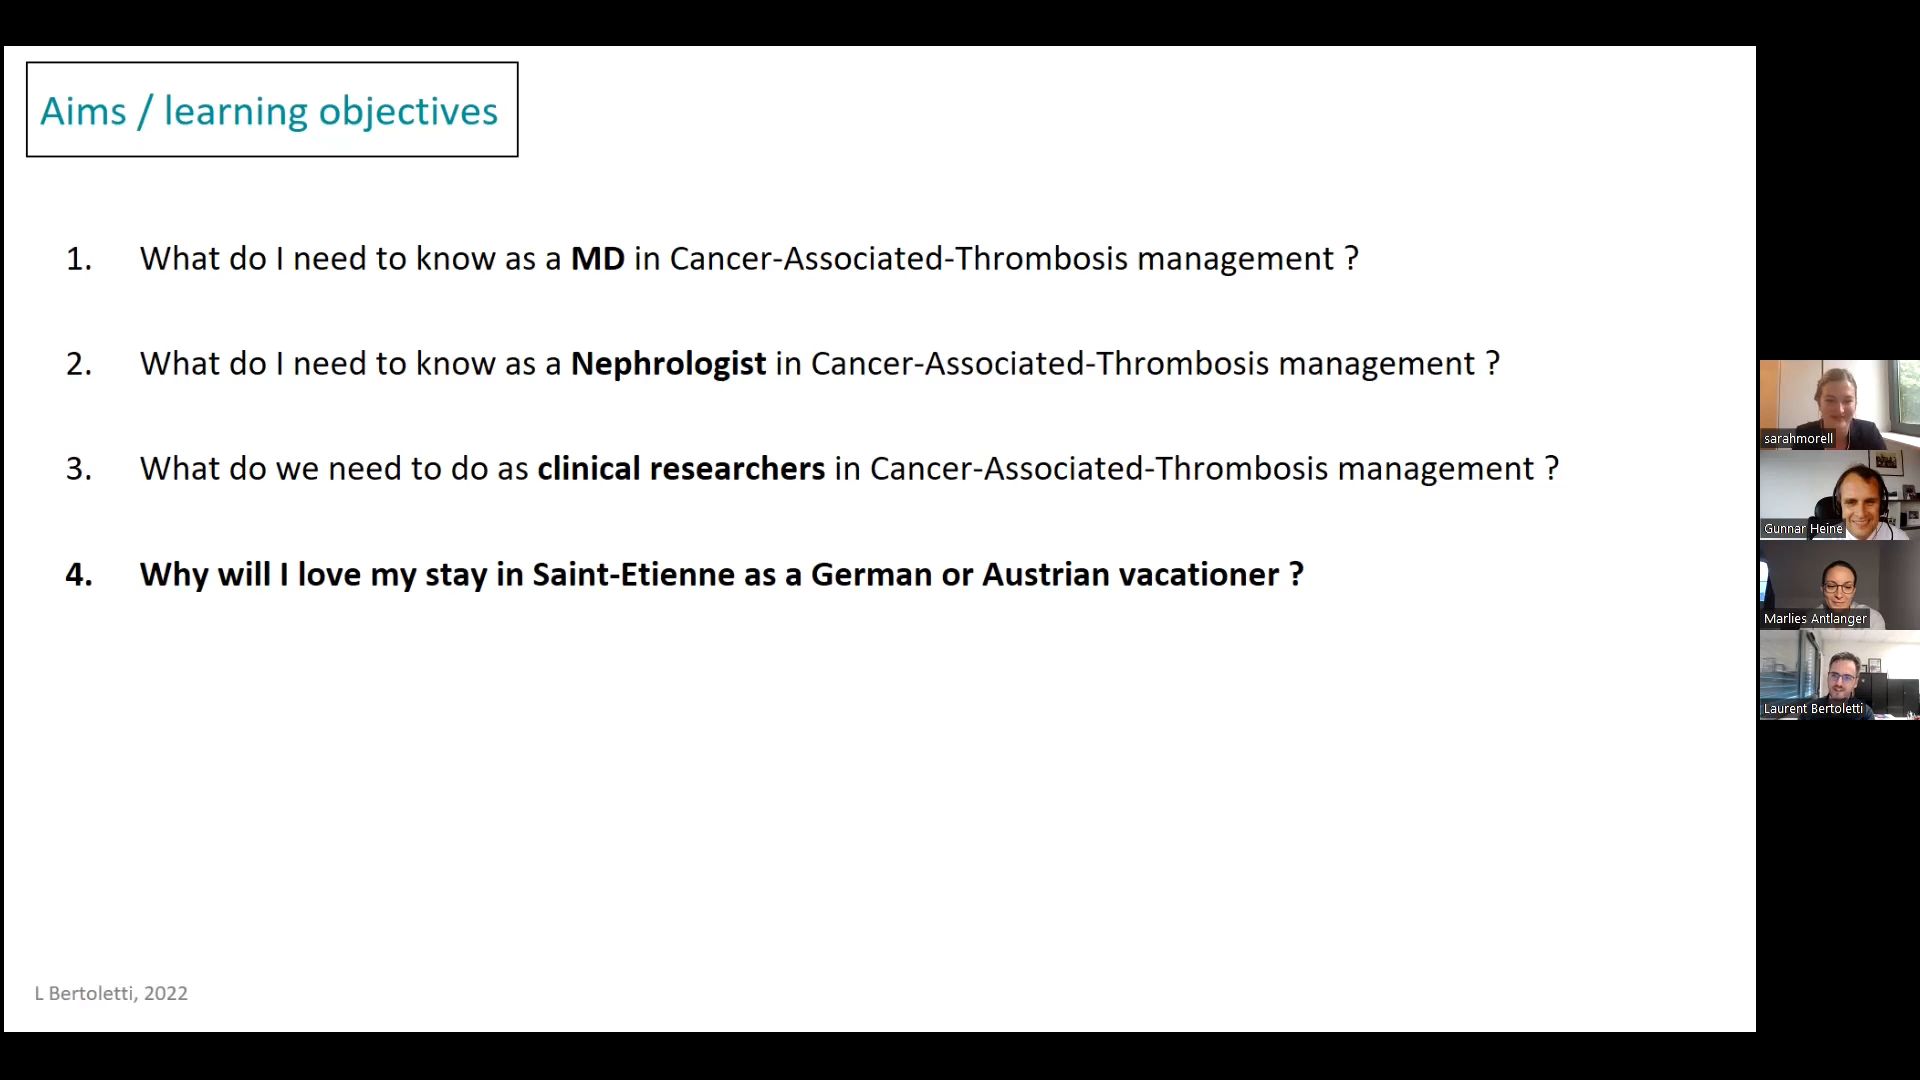 Aims / learning objectives
1. What do I need to know as a MD in Cancer-Associated-Thrombosis management ?
2. What do I need to know as a Nephrologist in Cancer-Associated-Thrombosis management ?
3. What do we need to do as clinical researchers in Cancer-Associated-Thrombosis management ?
4. Why will I love my stay in Saint-Etienne as a German or Austrian vacationer ?
L Bertoletti, 2022
sarahmorell
Gunnar Heine
Marlies Antlanger
Laurent Bertoletti